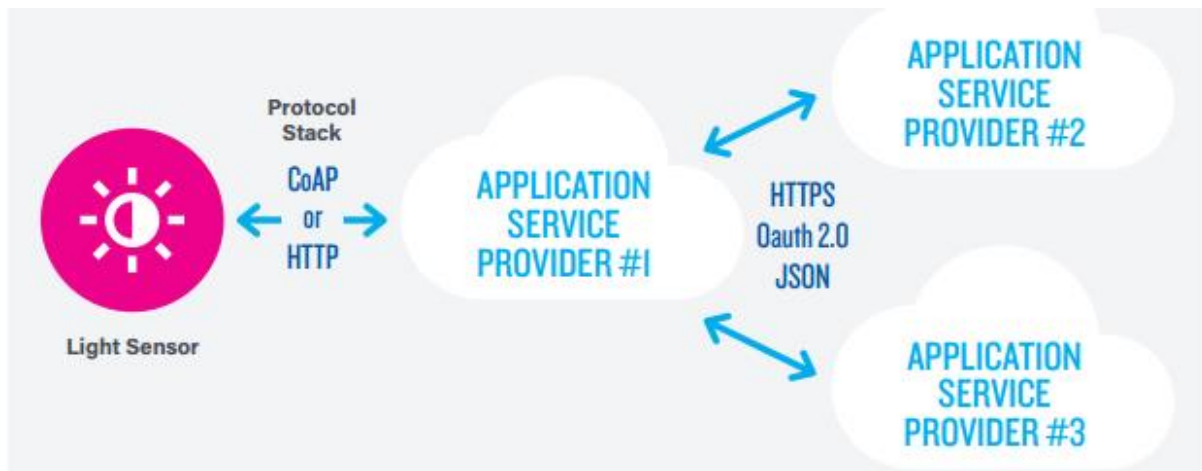 Protocol
Stack
CoAP
or
HTTP
Light Sensor
APPLICATION
SERVICE
PROVIDER #1
HTTPS
Oauth 2.0
JSON
APPLICATION
SERVICE
PROVIDER #2
APPLICATION
SERVICE
PROVIDER #3